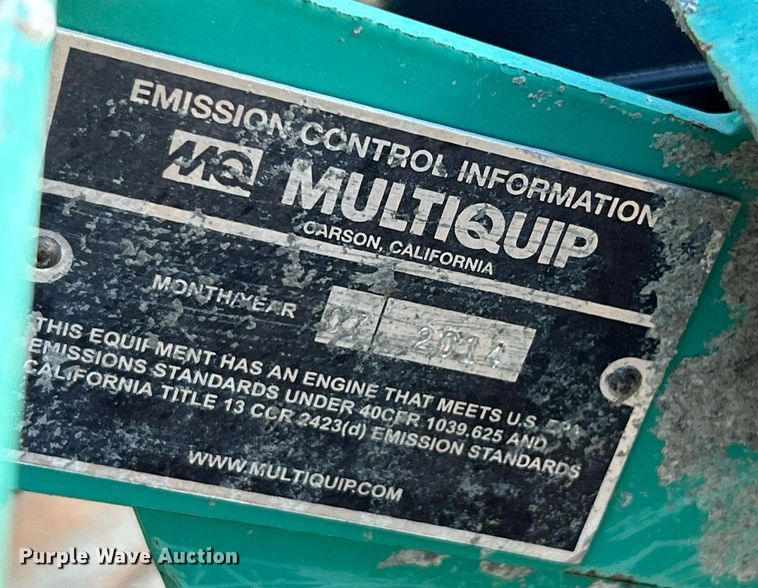 EMISSION CONTROL INFORMATION
MQ MULTIQUIP
CARSON, CALIFORNIA
MONTH/YEAR 07 2014
THIS EQUIPMENT HAS AN ENGINE THAT MEETS U.S. EPA
EMISSIONS STANDARDS UNDER 40CFR 1039.625 AND
CALIFORNIA TITLE 13 CCR 2423(d) EMISSION STANDARDS
WWW.MULTIQUIP.COM
Purple Wave Auction